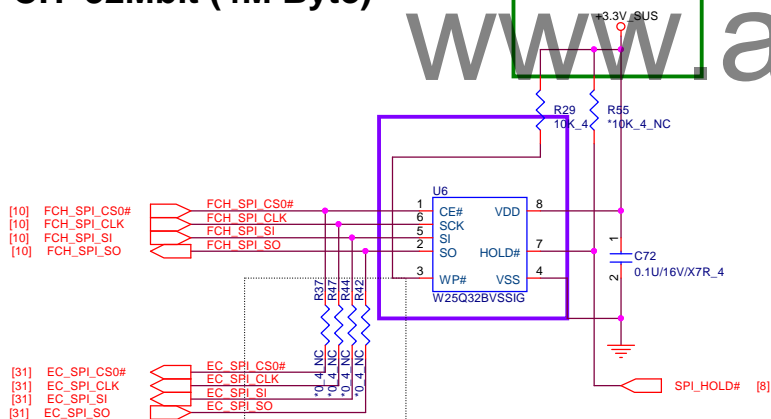 32Mbit (4M Byte)
www.a
+3.3V_SUS
R29
10K_4
R55
*10K_4_NC
U6
[10] FCH_SPI_CS0# FCH_SPI_CS0# 1 CE# VDD 8
[10] FCH_SPI_CLK FCH_SPI_CLK 6 SCK
[10] FCH_SPI_SI FCH_SPI_SI 5 SI HOLD# 7
[10] FCH_SPI_SO FCH_SPI_SO 2 SO
3 WP# VSS 4
W25Q32BVSSIG
1
C72
0.1U/16V/X7R_4
2
R37 R47 R44 R42
*0_4_NC *0_4_NC *0_4_NC *0_4_NC
[31] EC_SPI_CS0# EC_SPI_CS0#
[31] EC_SPI_CLK EC_SPI_CLK
[31] EC_SPI_SI EC_SPI_SI
[31] EC_SPI_SO EC_SPI_SO
SPI_HOLD# [8]